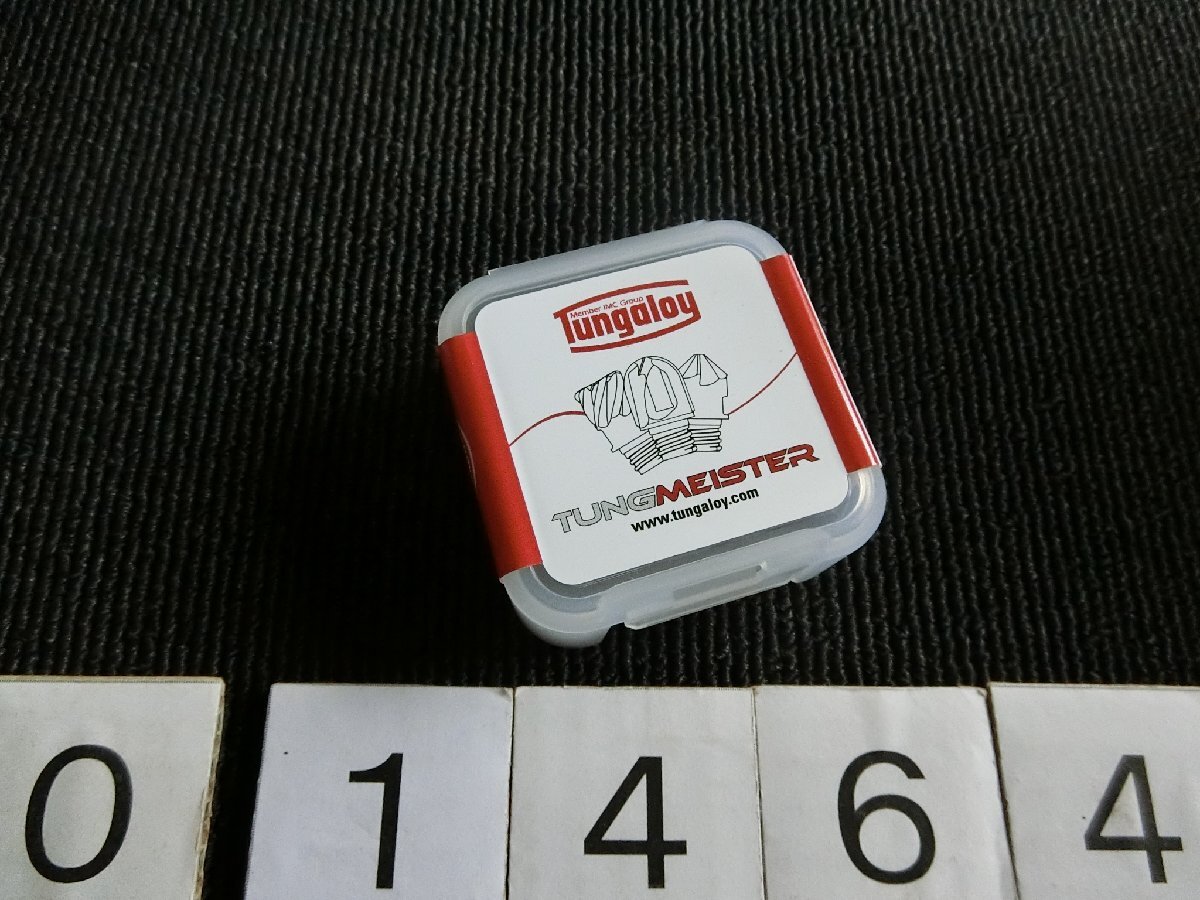 Member IMC Group
Tungaloy
TUNGMEISTER
www.tungaloy.com
0 1 4 6 4